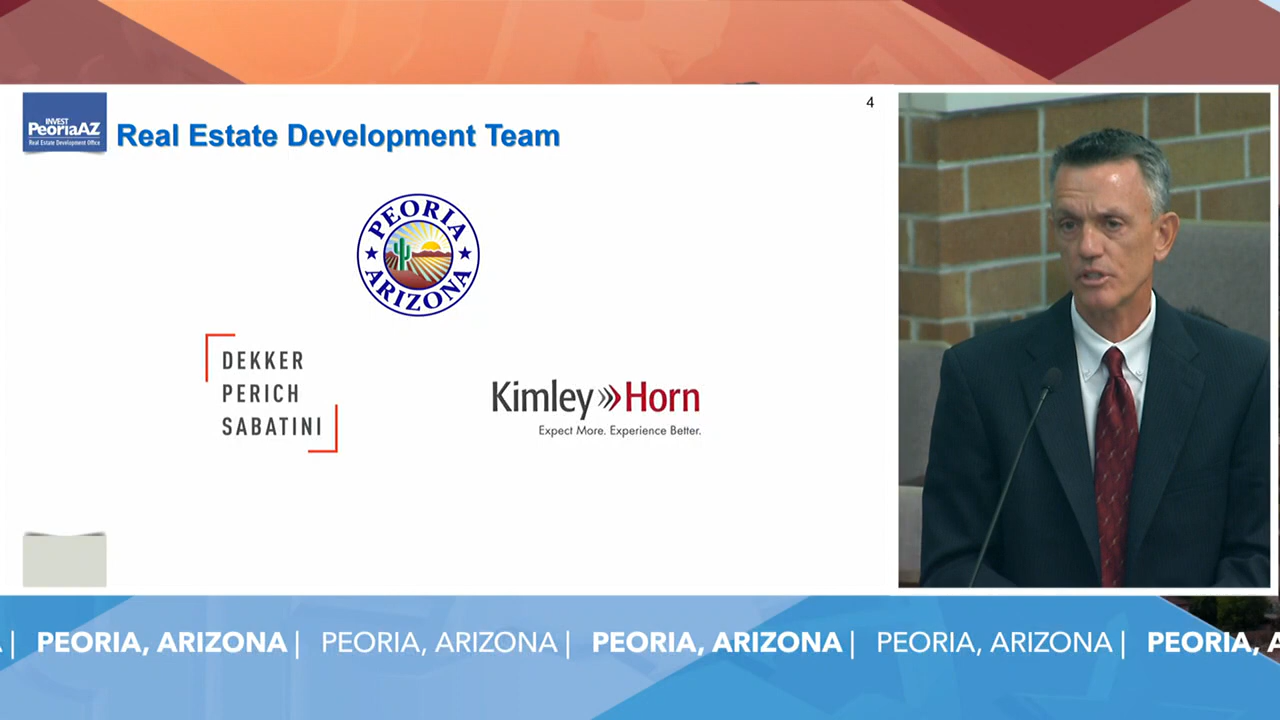 4
INVEST
PeoriaAZ
Real Estate Development Office
Real Estate Development Team
PEORIA
ARIZONA
DEKKER
PERICH
SABATINI
Kimley»Horn
Expect More. Experience Better.
| PEORIA, ARIZONA | PEORIA, ARIZONA | PEORIA, ARIZONA | PEORIA, ARIZONA | PEORIA, A